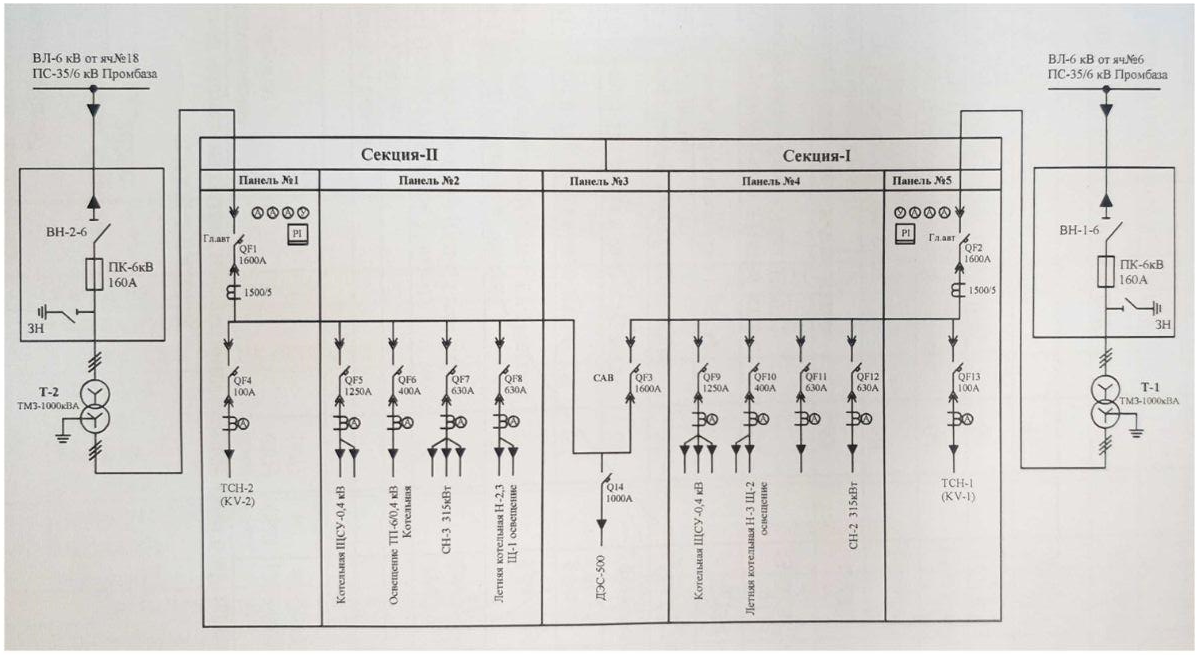 ВЛ-6 кВ от яч№18
ПС-35/6 кВ Промбаза
ВЛ-6 кВ от яч№6
ПС-35/6 кВ Промбаза
Секция-II
Секция-I
Панель №1
Панель №2
Панель №3
Панель №4
Панель №5
ВН-2-6
ПК-6кВ
160А
ЗН
Т-2
ТМЗ-1000кВА
А А А У
PI
Гл.авт
QF1
1600А
1500/5
У А А А
PI
Гл.авт
QF2
1600А
1500/5
ВН-1-6
ПК-6кВ
160А
ЗН
Т-1
ТМЗ-1000кВА
QF4
100А
А
ТСН-2
(KV-2)
QF5
1250А
А
Котельная ЩСУ-0,4 кВ
QF6
400А
А
Освещение ТП-6/0,4 кВ
Котельная
QF7
630А
А
СН-3 315кВт
QF8
630А
А
Летняя котельная Н-2,3
Щ-1 освещение
САВ
QF3
1600А
Q14
1000А
ДЭС-500
QF9
1250А
А
Котельная ЩСУ-0,4 кВ
QF10
400А
А
Летняя котельная Н-3 Щ-2
освещение
QF11
630А
А
QF12
630А
А
СН-2 315кВт
QF13
100А
А
ТСН-1
(KV-1)